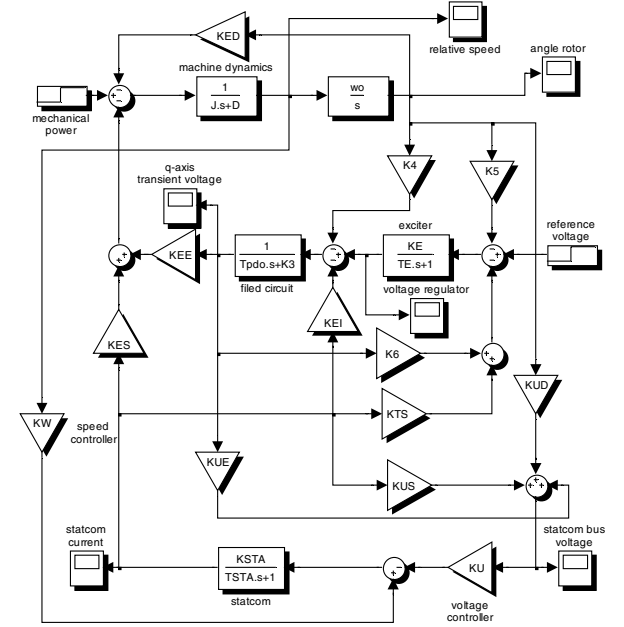 KED
relative speed
angle rotor
machine dynamics
1
J.s+D
wo
s
mechanical
power
K4
K5
q-axis
transient voltage
KEE
1
Tpdo.s+K3
filed circuit
exciter
KE
TE.s+1
reference
voltage
voltage regulator
KEI
KES
K6
KUD
KW
speed
controller
KTS
KUE
KUS
statcom
current
KSTA
TSTA.s+1
statcom
KU
voltage
controller
statcom bus
voltage